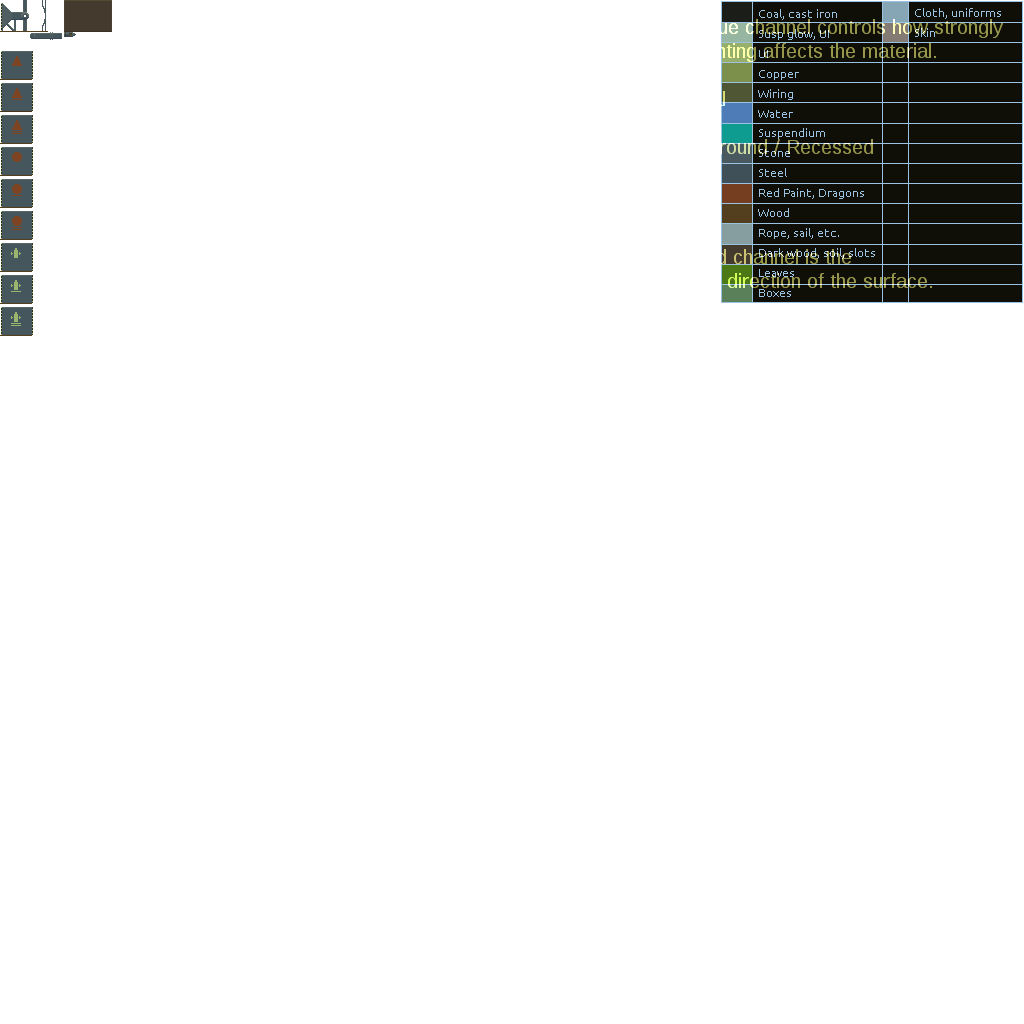 Coal, cast iron
Cloth, uniforms
ue channel controls how strongly
Susp glow, UI
Skin
nting affects the material.
UI
Copper
Wiring
Water
Suspendium
round / Recessed
Stone
Steel
Red Paint, Dragons
Wood
Rope, sail, etc.
Dark wood, soil, slots
d channel is the
Leaves
direction of the surface.
Boxes